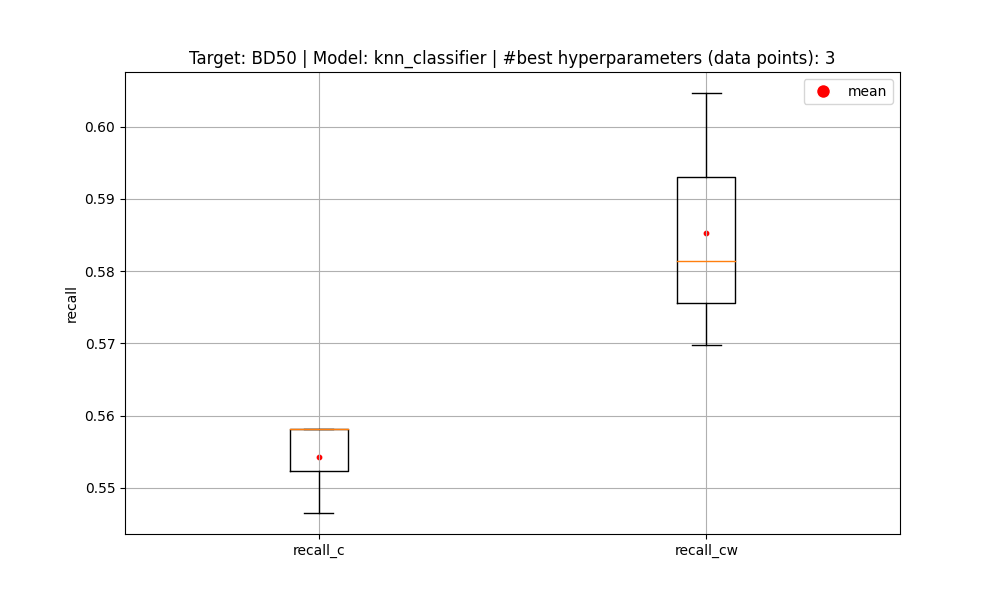 Target: BD50 | Model: knn_classifier | #best hyperparameters (data points): 3
mean
0.60
0.59
0.58
0.57
0.56
0.55
recall
recall_c
recall_cw